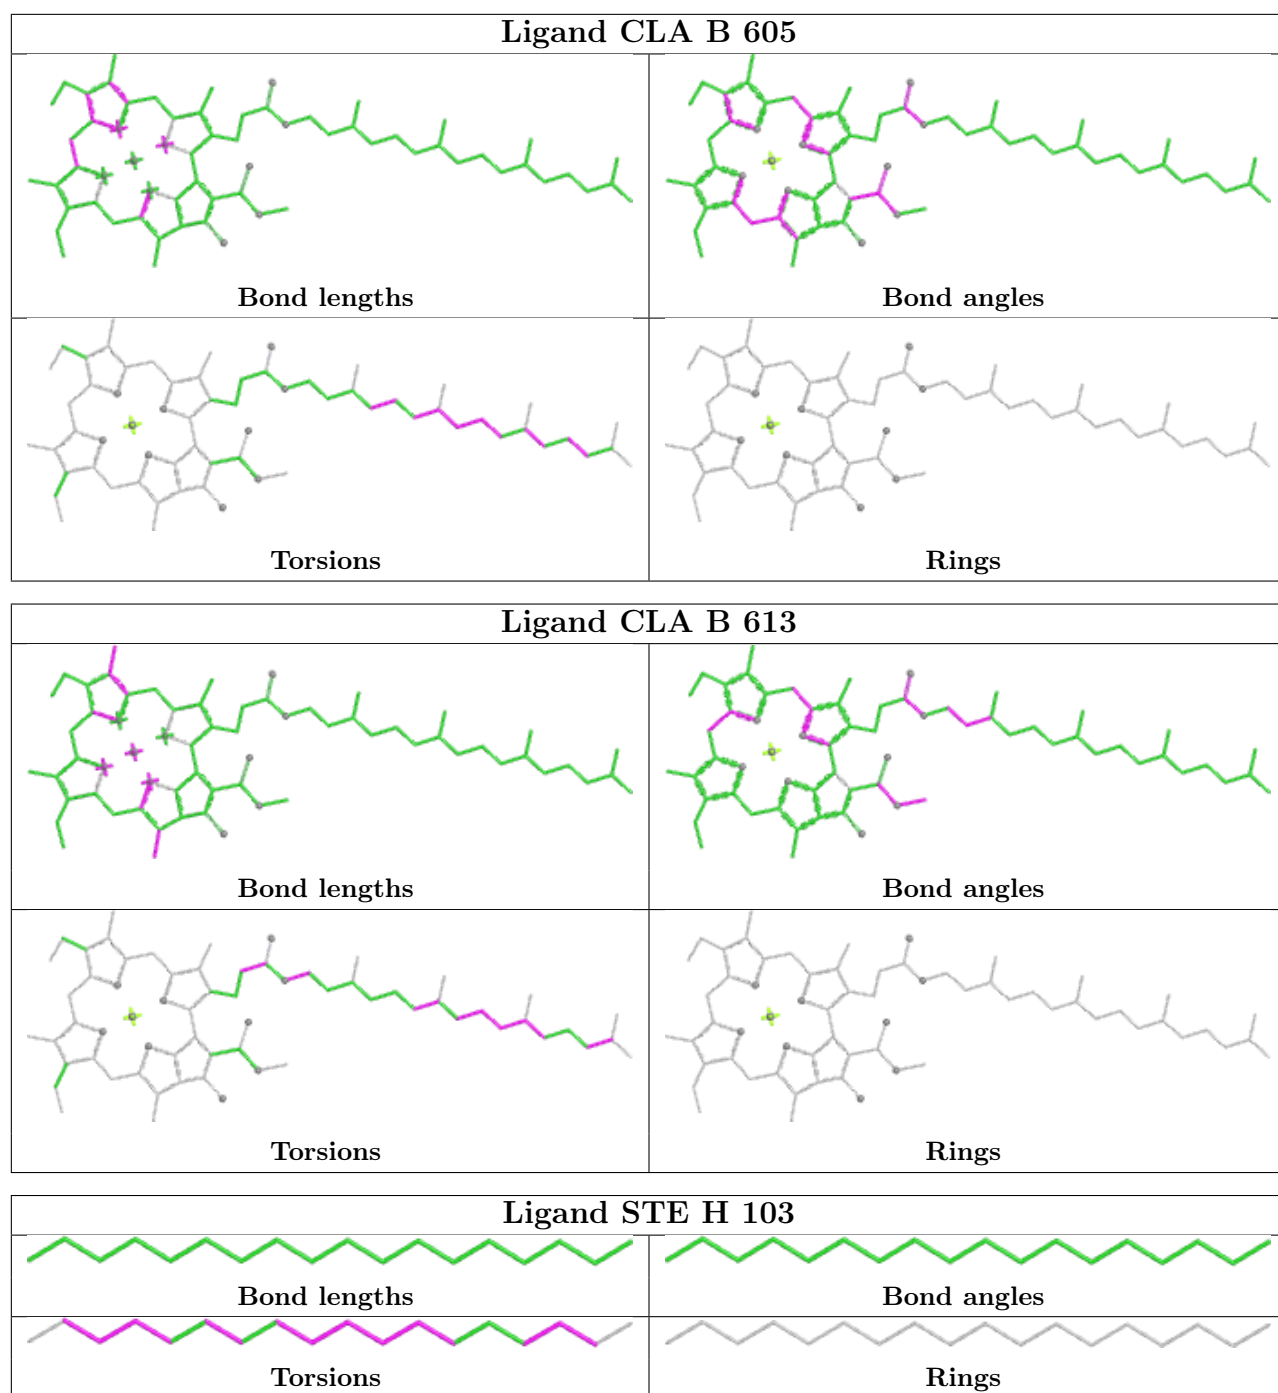 Ligand CLA B 605
Bond lengths
Bond angles
Torsions
Rings
Ligand CLA B 613
Bond lengths
Bond angles
Torsions
Rings
Ligand STE H 103
Bond lengths
Bond angles
Torsions
Rings